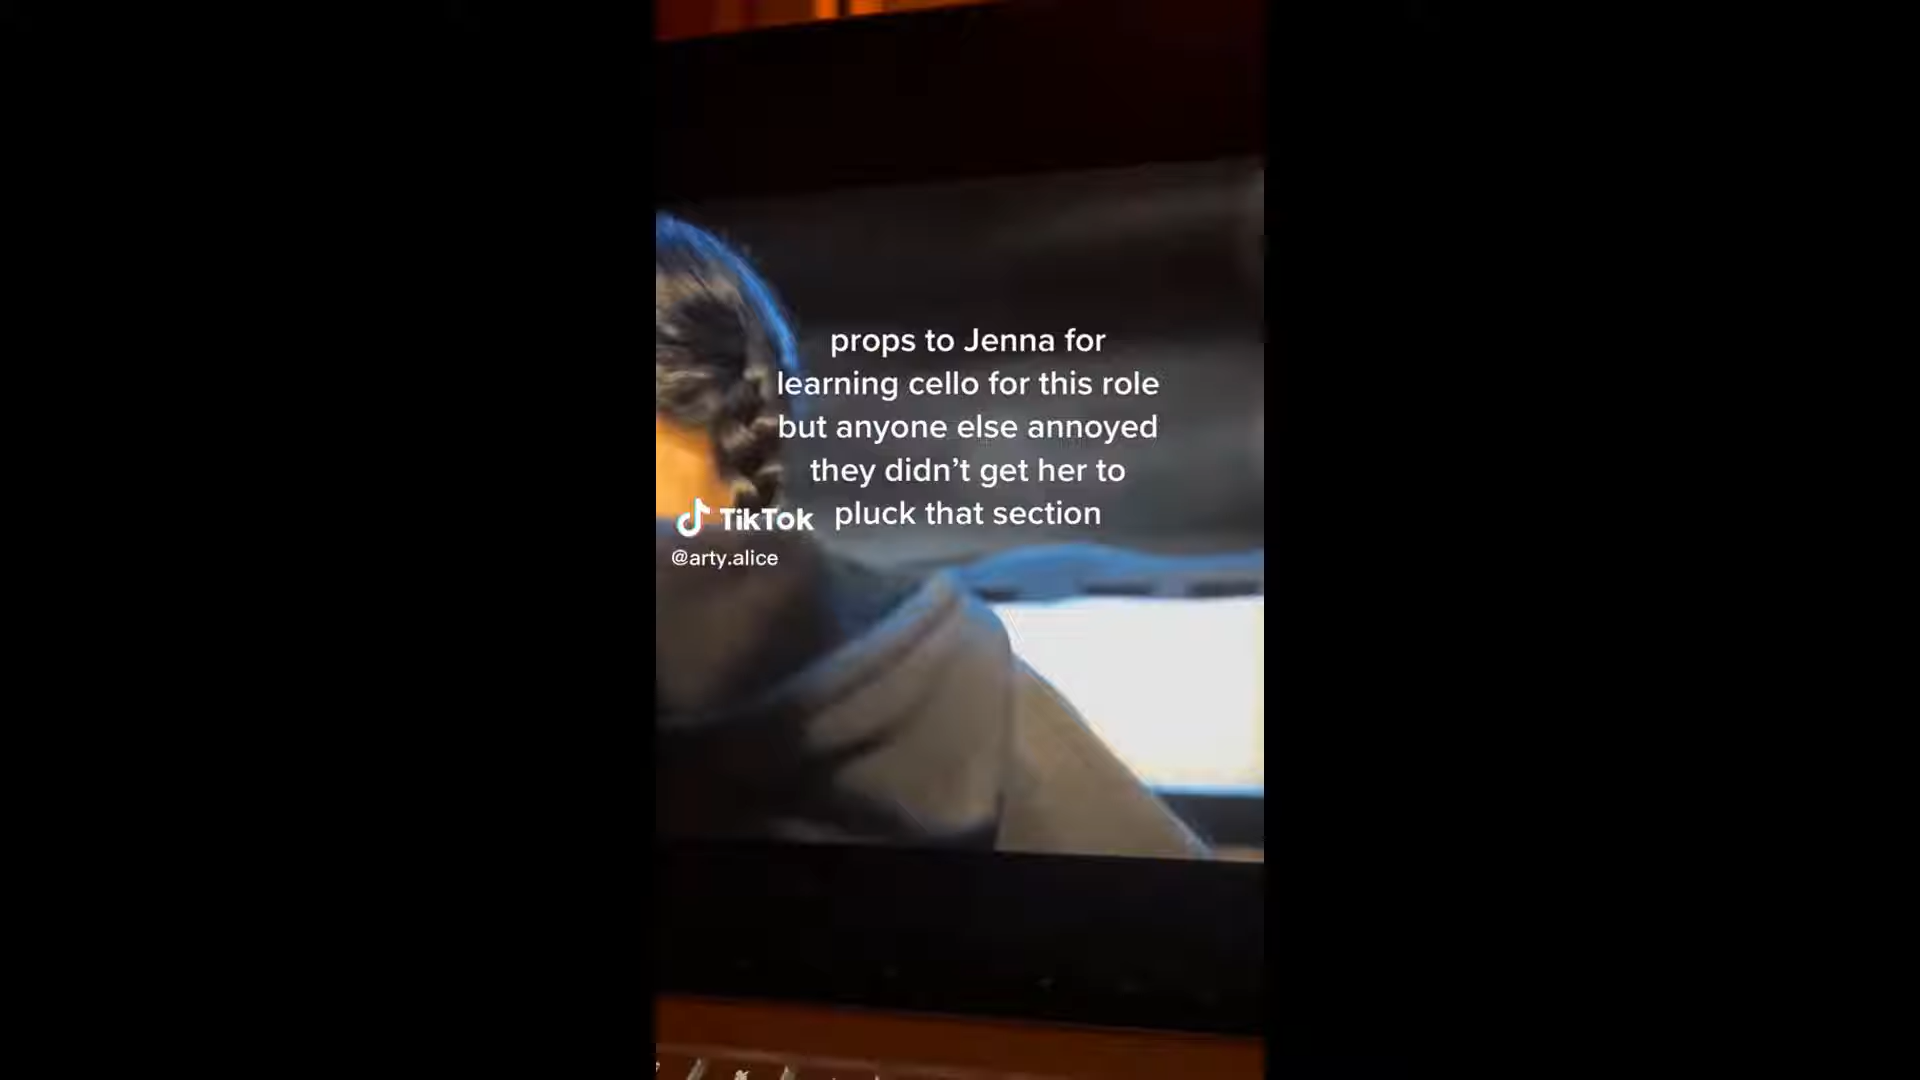 props to Jenna for
learning cello for this role
but anyone else annoyed
they didn't get her to
pluck that section
TikTok
@arty.alice